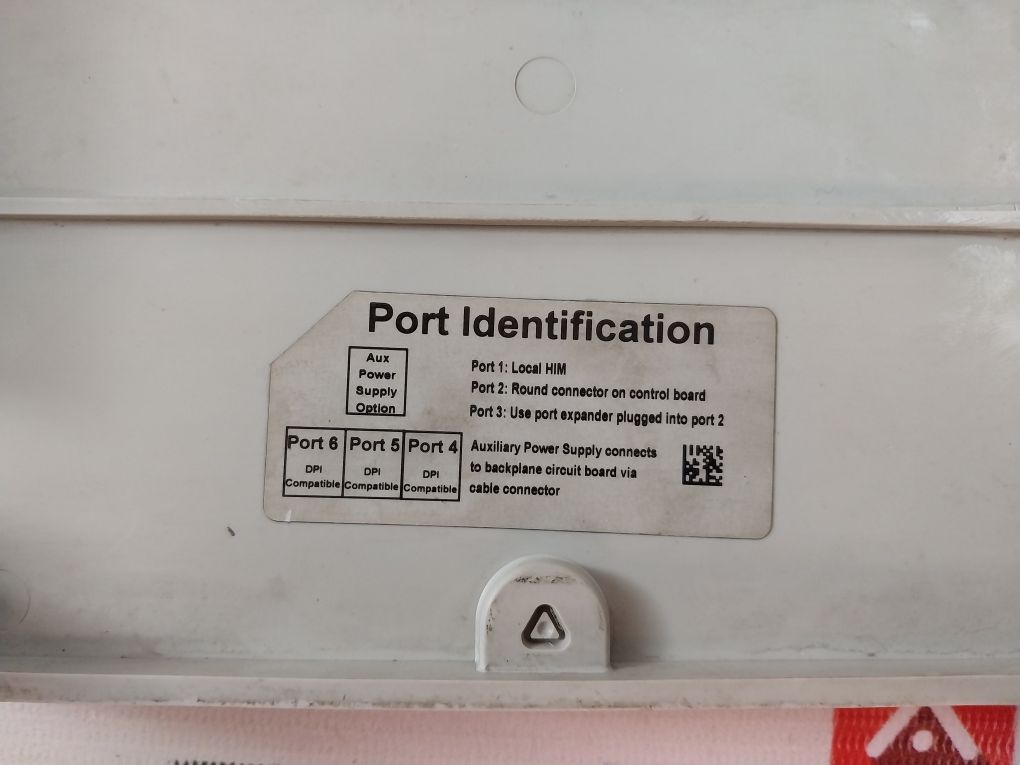 Port Identification
Aux
Power
Supply
Option
Port 1: Local HIM
Port 2: Round connector on control board
Port 3: Use port expander plugged into port 2
Port 6
DPI
Compatible
Port 5
DPI
Compatible
Port 4
DPI
Compatible
Auxiliary Power Supply connects
to backplane circuit board via
cable connector